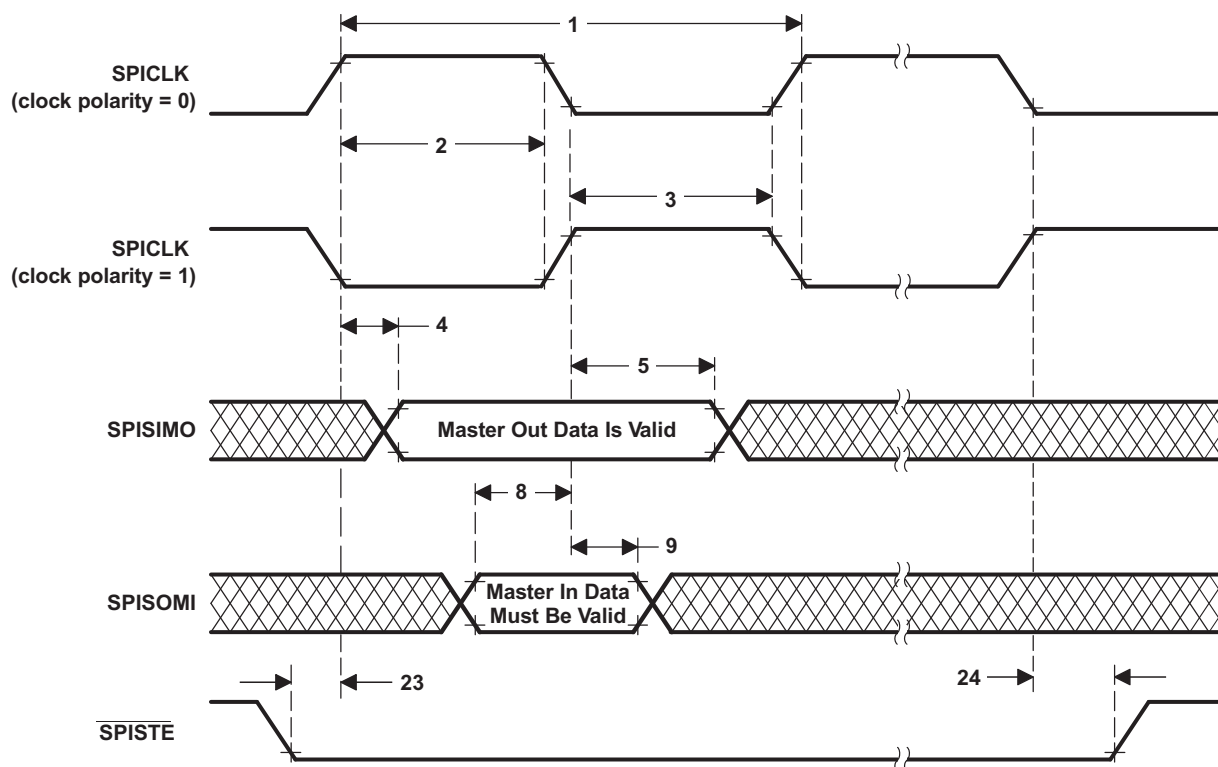 1
SPICLK
(clock polarity = 0)
2
3
SPICLK
(clock polarity = 1)
4
5
SPISIMO
Master Out Data Is Valid
8
9
SPISOMI
Master In Data
Must Be Valid
23
24
SPISTE